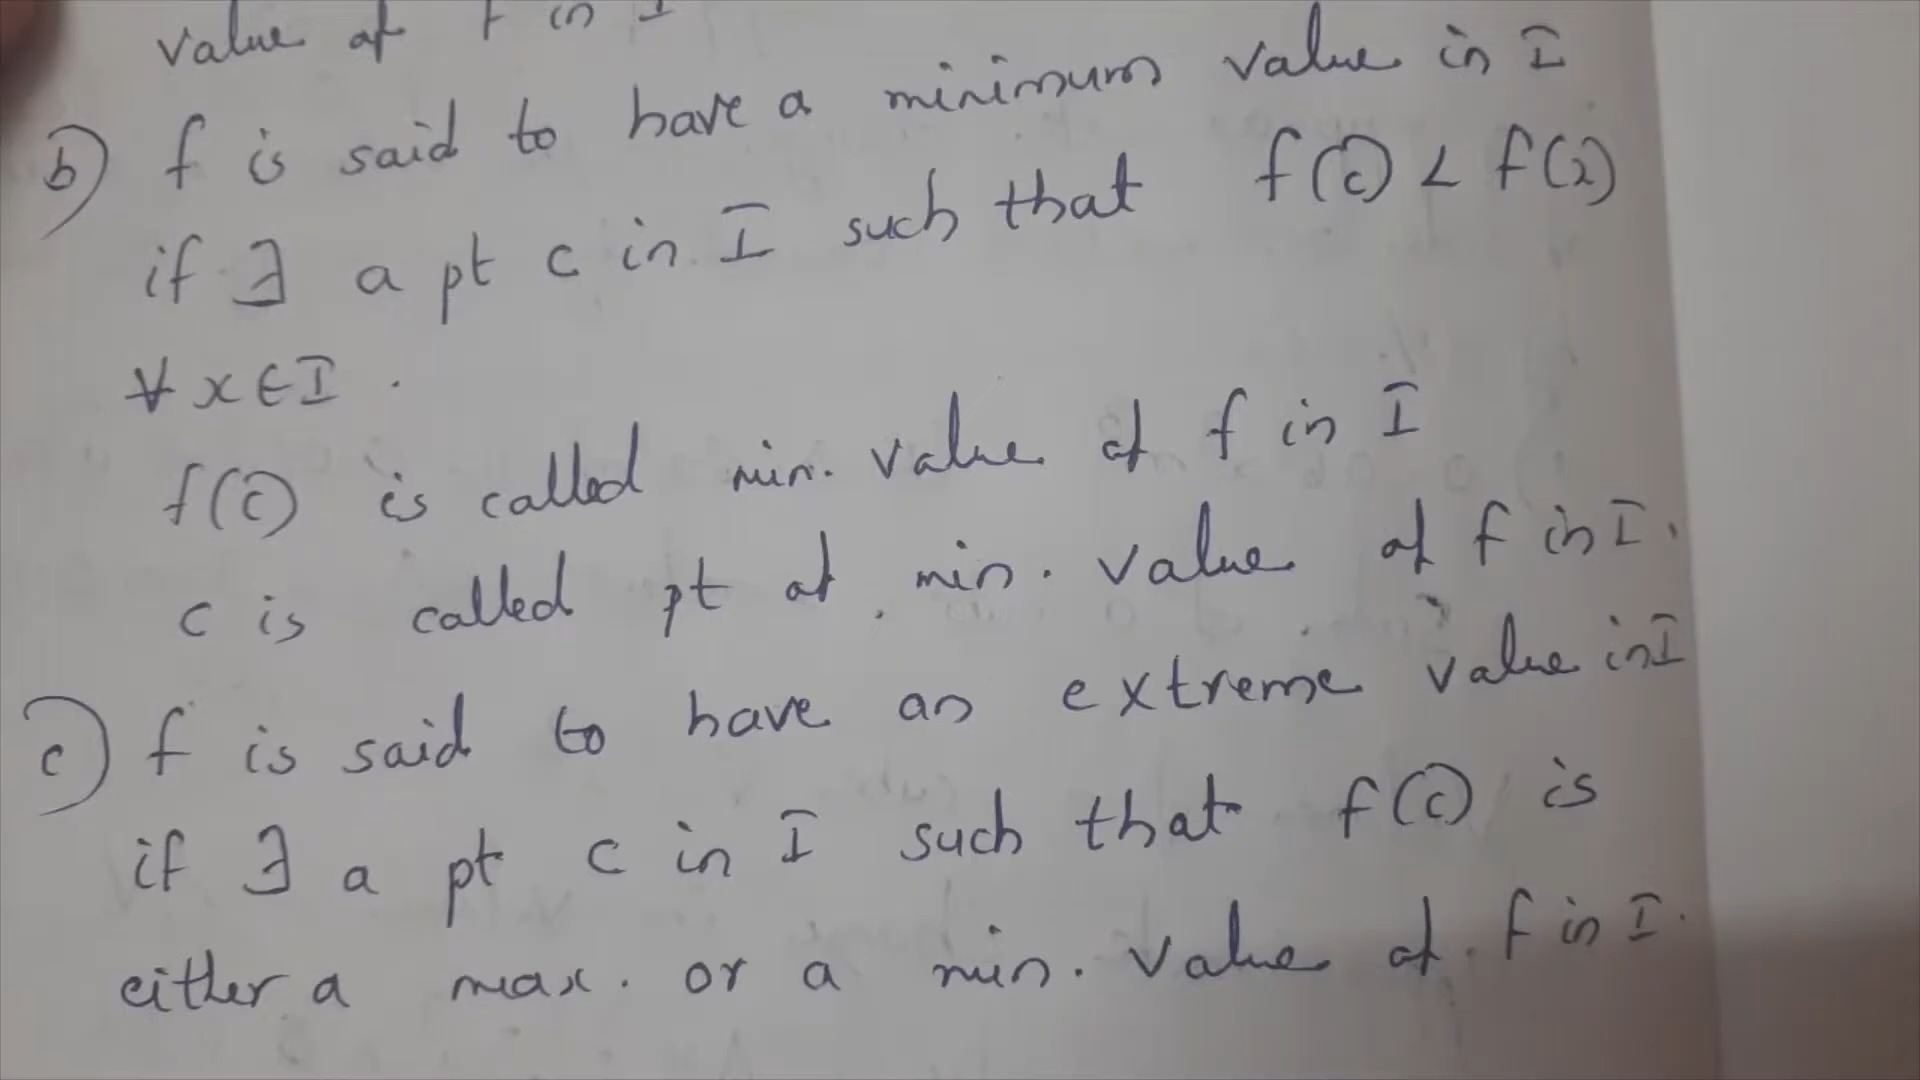 value of f in I
b) f is said to have a minimum value in I
if ∃ a pt c in I such that f(c) < f(x)
∀ x ∈ I .
f(c) is called min. value of f in I
c is called pt of min. value of f in I.
c) f is said to have an extreme value in I
if ∃ a pt c in I such that f(c) is
either a max. or a min. value of f in I.